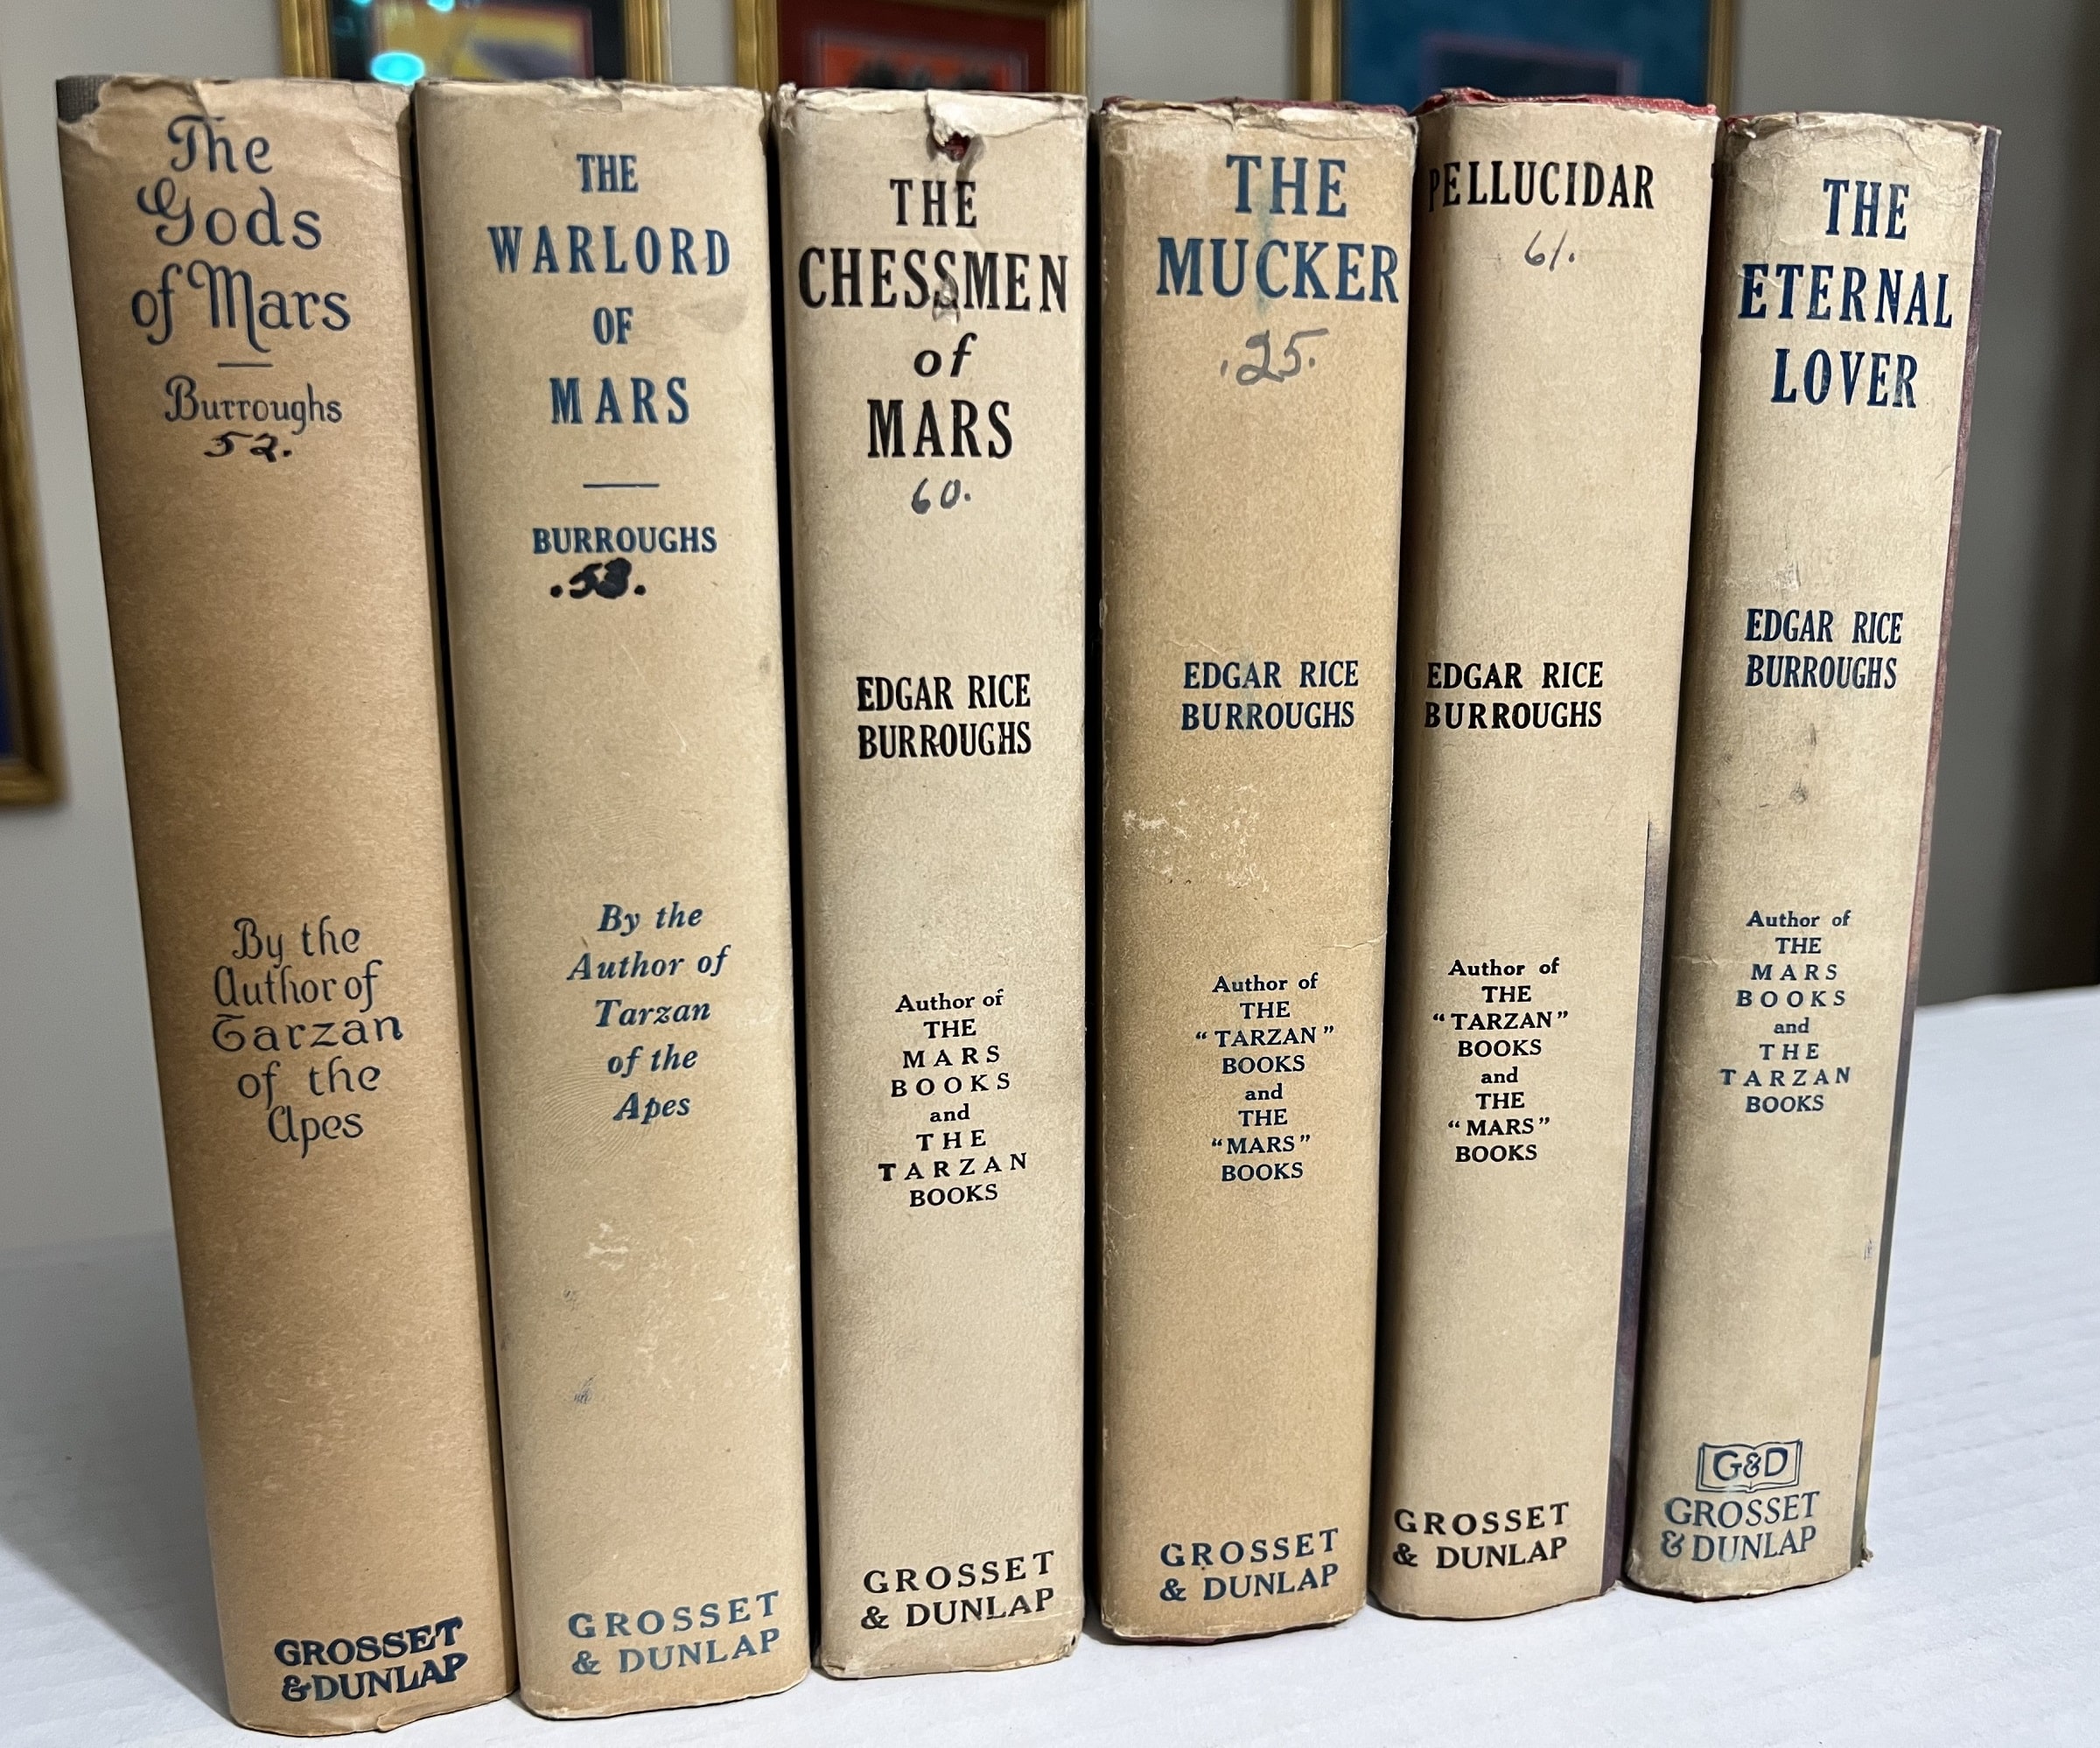 The
Gods
of Mars
Burroughs
52.
By the
Author of
Tarzan
of the
Apes
GROSSET
& DUNLAP
THE
WARLORD
OF
MARS
BURROUGHS
.53.
By the
Author of
Tarzan
of the
Apes
GROSSET
& DUNLAP
THE
CHESSMEN
of
MARS
60.
EDGAR RICE
BURROUGHS
Author of
THE
MARS
BOOKS
and
THE
TARZAN
BOOKS
GROSSET
& DUNLAP
THE
MUCKER
.25.
EDGAR RICE
BURROUGHS
Author of
THE
“TARZAN”
BOOKS
and
THE
“MARS”
BOOKS
GROSSET
& DUNLAP
PELLUCIDAR
61.
EDGAR RICE
BURROUGHS
Author of
THE
“TARZAN”
BOOKS
and
THE
“MARS”
BOOKS
GROSSET
& DUNLAP
THE
ETERNAL
LOVER
EDGAR RICE
BURROUGHS
Author of
THE
MARS
BOOKS
and
THE
TARZAN
BOOKS
G&D
GROSSET
& DUNLAP